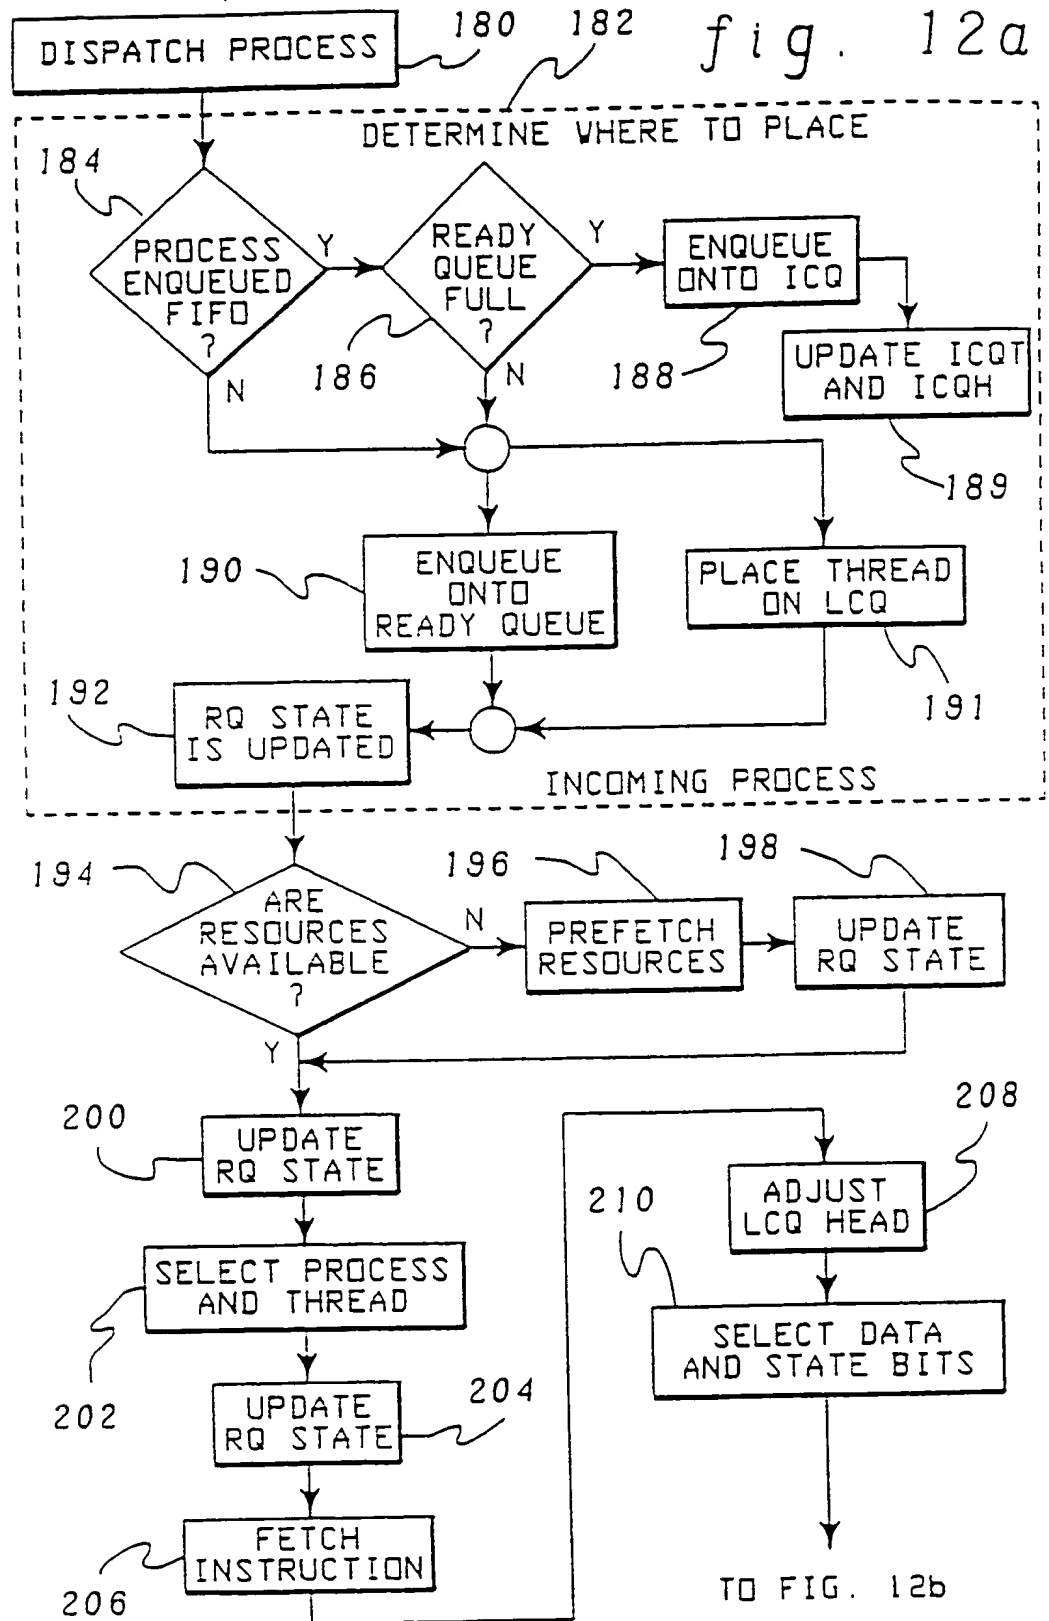 fig. 12a
DISPATCH PROCESS
180
182
DETERMINE WHERE TO PLACE
184
PROCESS
ENQUEUED
FIFO
?
Y
N
READY
QUEUE
FULL
?
186
Y
N
ENQUEUE
ONTO ICQ
188
UPDATE ICQT
AND ICQH
189
190
ENQUEUE
ONTO
READY QUEUE
PLACE THREAD
ON LCQ
191
192
RQ STATE
IS UPDATED
INCOMING PROCESS
194
ARE
RESOURCES
AVAILABLE
?
N
Y
196
PREFETCH
RESOURCES
198
UPDATE
RQ STATE
200
UPDATE
RQ STATE
SELECT PROCESS
AND THREAD
202
UPDATE
RQ STATE
204
FETCH
INSTRUCTION
206
208
ADJUST
LCQ HEAD
210
SELECT DATA
AND STATE BITS
TO FIG. 12b